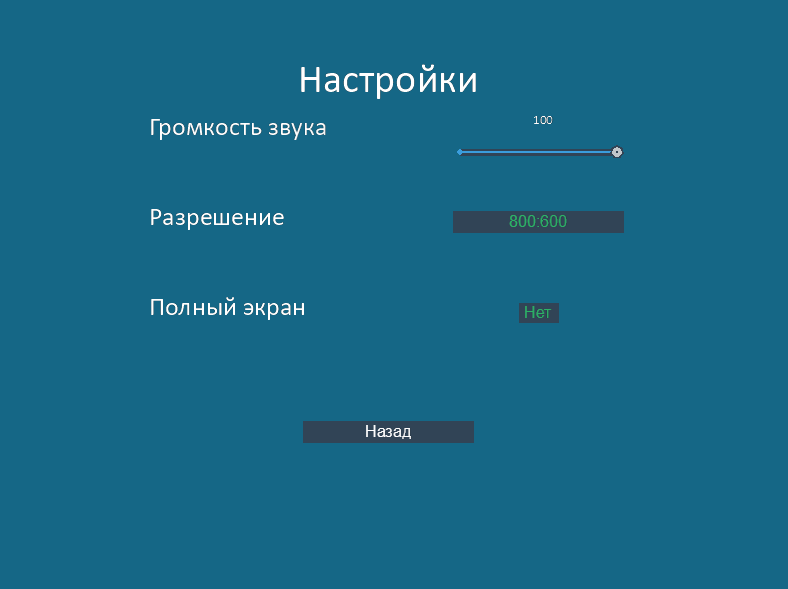 Настройки
Громкость звука
100
Разрешение
800:600
Полный экран
Нет
Назад